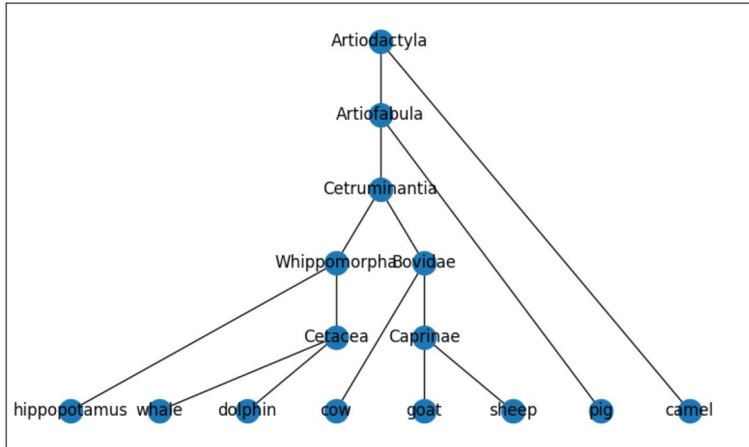 Artiodactyla
Artiofabula
Cetruminantia
Whippomorpha Bovidae
Cetacea Caprinae
hippopotamus whale dolphin cow goat sheep pig camel